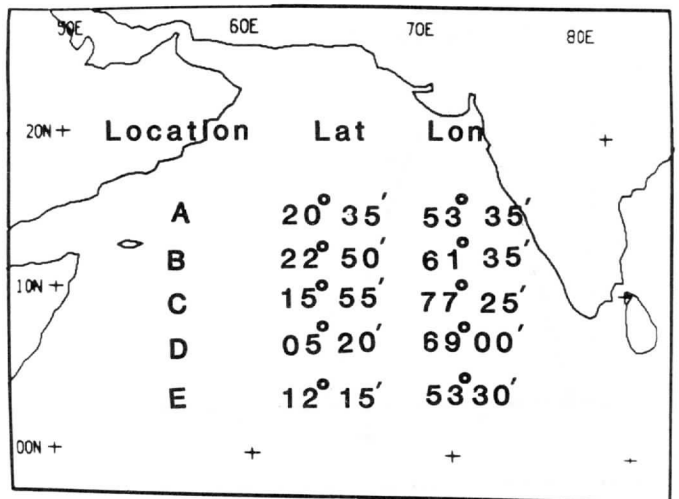 50E 60E 70E 80E
20N + Location Lat Lon
A 20° 35′ 53° 35′
B 22° 50′ 61° 35′
10N +
C 15° 55′ 77° 25′
D 05° 20′ 69° 00′
E 12° 15′ 53° 30′
00N +